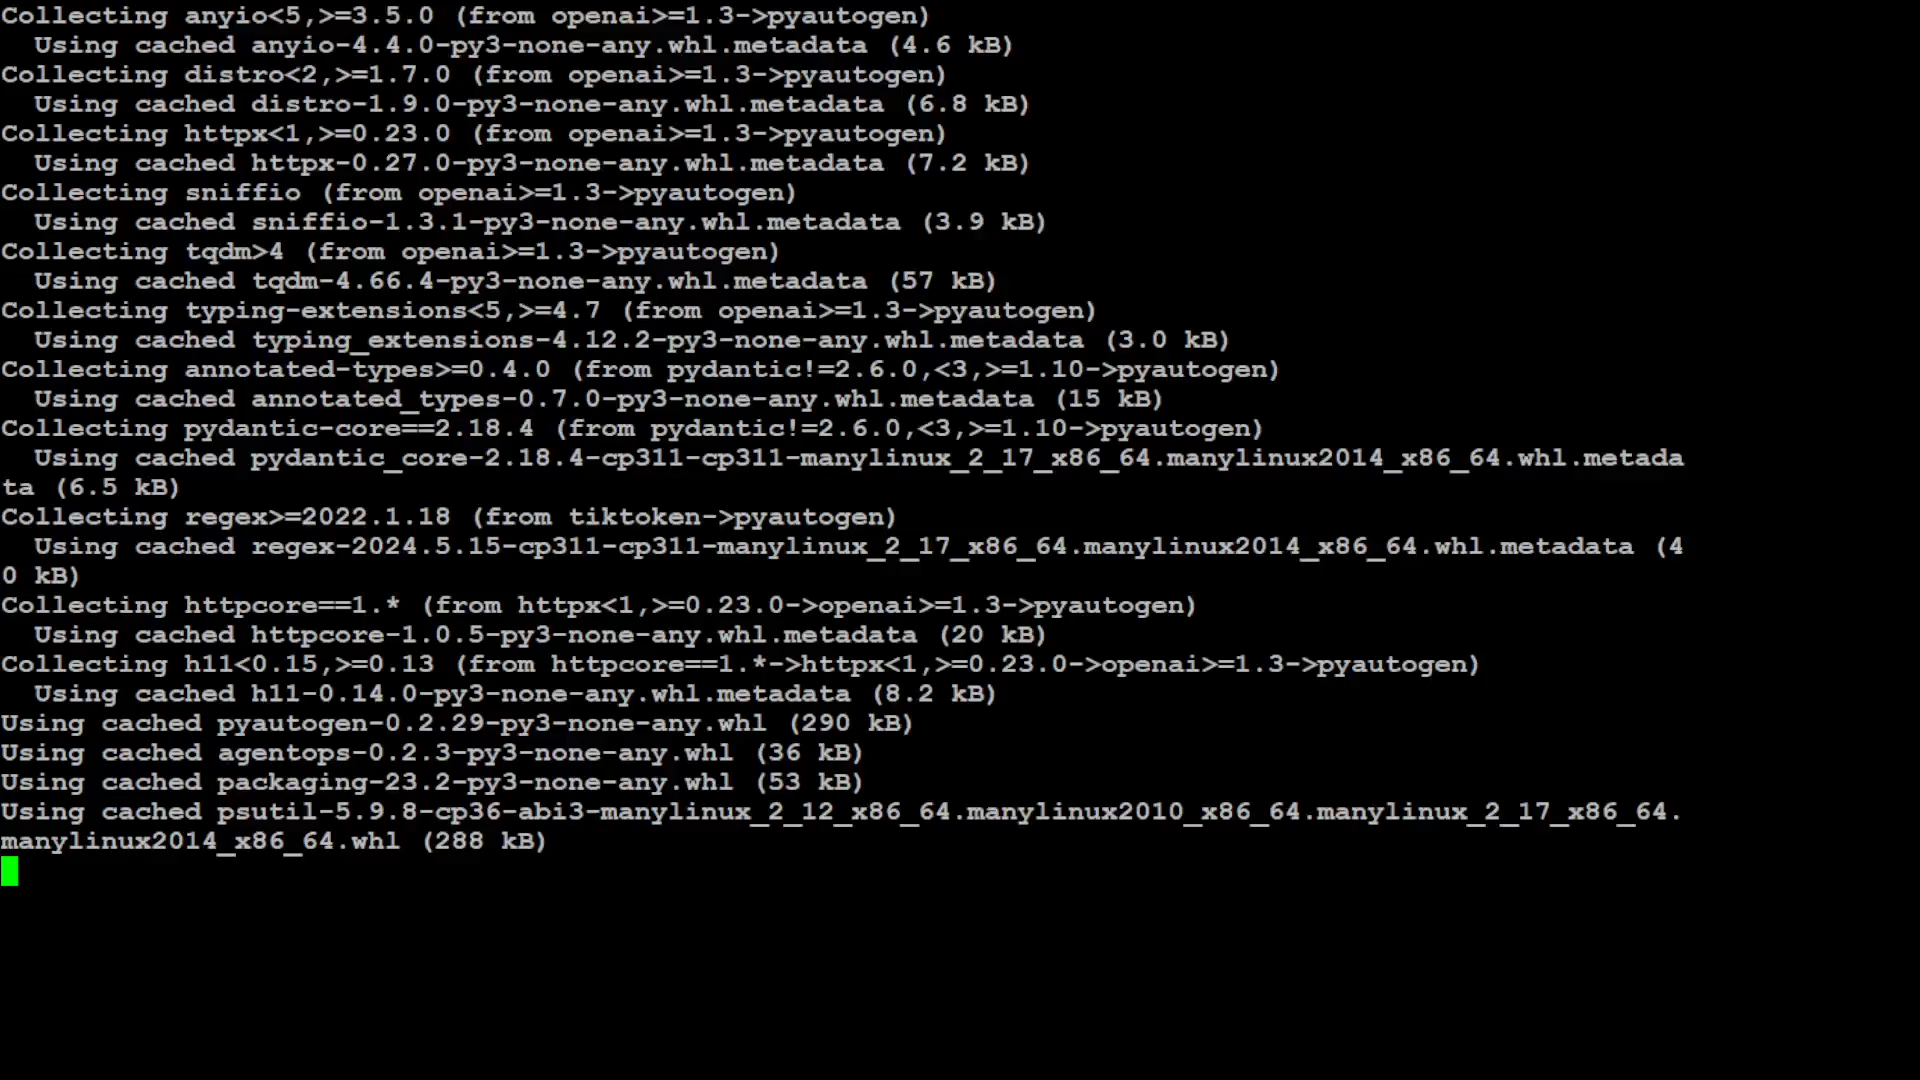 Collecting anyio<5,>=3.5.0 (from openai>=1.3->pyautogen)
  Using cached anyio-4.4.0-py3-none-any.whl.metadata (4.6 kB)
Collecting distro<2,>=1.7.0 (from openai>=1.3->pyautogen)
  Using cached distro-1.9.0-py3-none-any.whl.metadata (6.8 kB)
Collecting httpx<1,>=0.23.0 (from openai>=1.3->pyautogen)
  Using cached httpx-0.27.0-py3-none-any.whl.metadata (7.2 kB)
Collecting sniffio (from openai>=1.3->pyautogen)
  Using cached sniffio-1.3.1-py3-none-any.whl.metadata (3.9 kB)
Collecting tqdm>4 (from openai>=1.3->pyautogen)
  Using cached tqdm-4.66.4-py3-none-any.whl.metadata (57 kB)
Collecting typing-extensions<5,>=4.7 (from openai>=1.3->pyautogen)
  Using cached typing_extensions-4.12.2-py3-none-any.whl.metadata (3.0 kB)
Collecting annotated-types>=0.4.0 (from pydantic!=2.6.0,<3,>=1.10->pyautogen)
  Using cached annotated_types-0.7.0-py3-none-any.whl.metadata (15 kB)
Collecting pydantic-core==2.18.4 (from pydantic!=2.6.0,<3,>=1.10->pyautogen)
  Using cached pydantic_core-2.18.4-cp311-cp311-manylinux_2_17_x86_64.manylinux2014_x86_64.whl.metada
ta (6.5 kB)
Collecting regex>=2022.1.18 (from tiktoken->pyautogen)
  Using cached regex-2024.5.15-cp311-cp311-manylinux_2_17_x86_64.manylinux2014_x86_64.whl.metadata (4
0 kB)
Collecting httpcore==1.* (from httpx<1,>=0.23.0->openai>=1.3->pyautogen)
  Using cached httpcore-1.0.5-py3-none-any.whl.metadata (20 kB)
Collecting h11<0.15,>=0.13 (from httpcore==1.*->httpx<1,>=0.23.0->openai>=1.3->pyautogen)
  Using cached h11-0.14.0-py3-none-any.whl.metadata (8.2 kB)
Using cached pyautogen-0.2.29-py3-none-any.whl (290 kB)
Using cached agentops-0.2.3-py3-none-any.whl (36 kB)
Using cached packaging-23.2-py3-none-any.whl (53 kB)
Using cached psutil-5.9.8-cp36-abi3-manylinux_2_12_x86_64.manylinux2010_x86_64.manylinux_2_17_x86_64.
manylinux2014_x86_64.whl (288 kB)